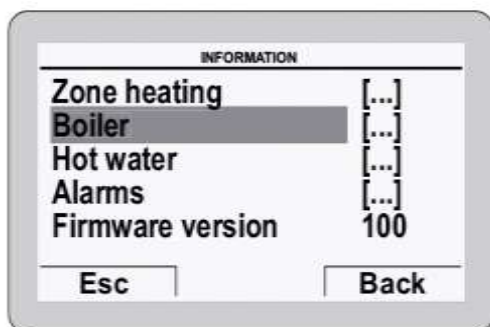 INFORMATION
Zone heating [...]
Boiler [...]
Hot water [...]
Alarms [...]
Firmware version 100
Esc Back